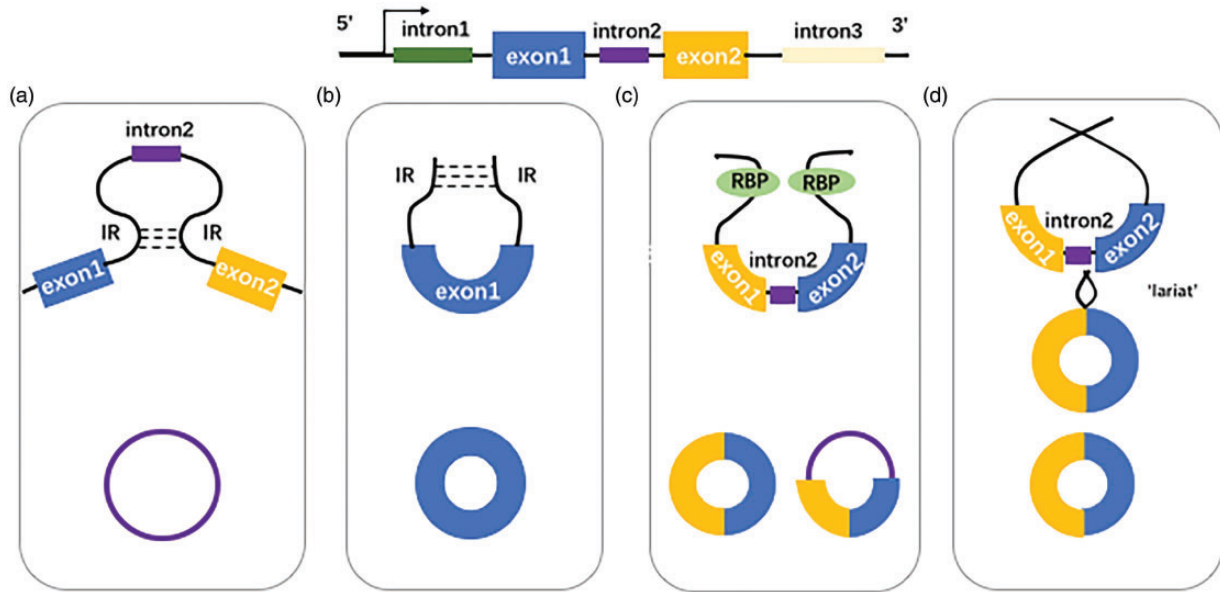 5'
intron1
exon1
intron2
exon2
intron3
3'
(a)
intron2
IR
IR
exon1
exon2
(b)
IR
IR
exon1
(c)
RBP
RBP
exon1
intron2
exon2
(d)
exon1
intron2
exon2
'lariat'